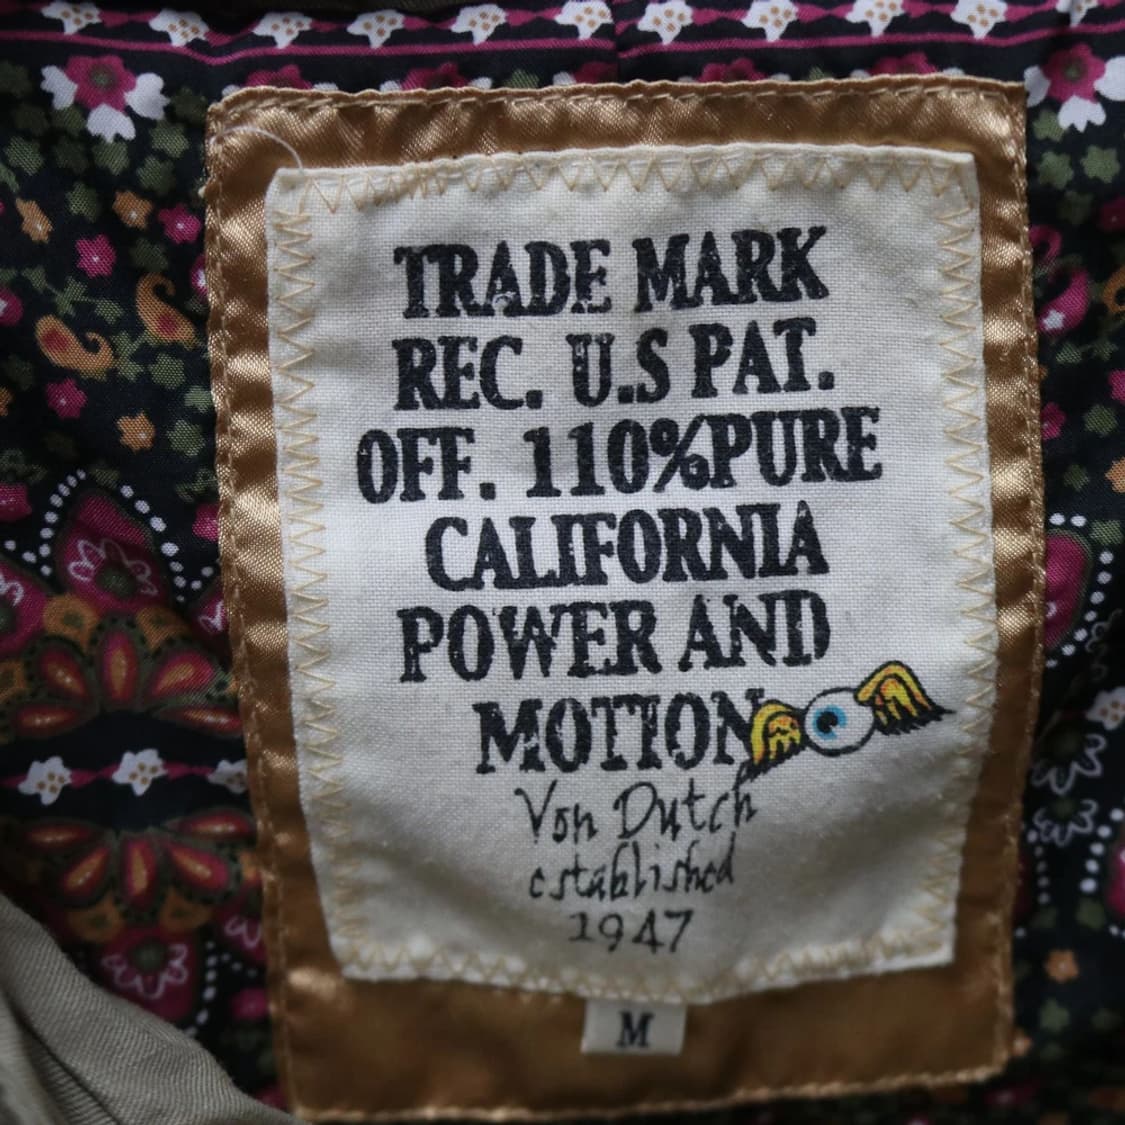 TRADE MARK
REC. U.S PAT.
OFF. 110%PURE
CALIFORNIA
POWER AND
MOTION
Von Dutch
established
1947
M